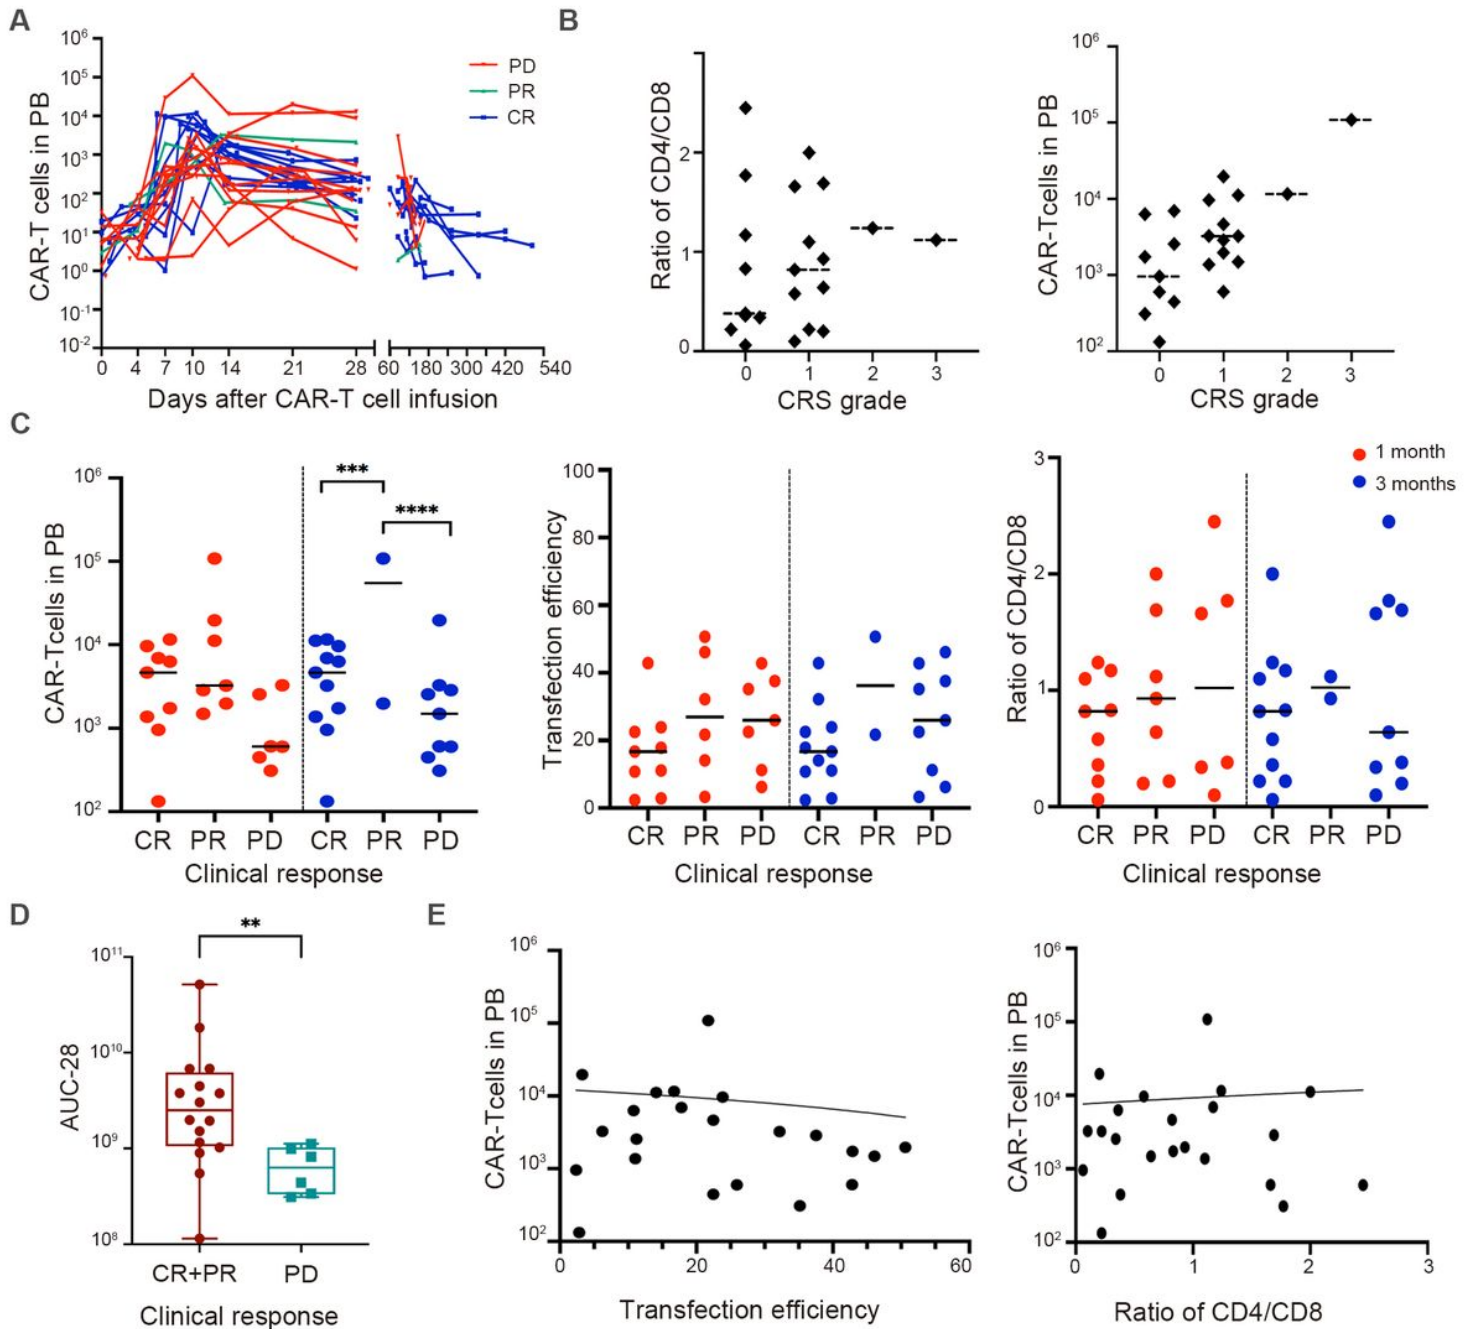 A
CAR-T cells in PB
10⁶
10⁵
10⁴
10³
10²
10¹
10⁰
10⁻¹
10⁻²
PD
PR
CR
0 4 7 10 14 21 28 60 180 300 420 540
Days after CAR-T cell infusion
B
Ratio of CD4/CD8
2
1
0
0 1 2 3
CRS grade
CAR-Tcells in PB
10⁶
10⁵
10⁴
10³
10²
0 1 2 3
CRS grade
C
CAR-Tcells in PB
10⁶
10⁵
10⁴
10³
10²
***
****
CR PR PD CR PR PD
Clinical response
Transfection efficiency
100
80
60
40
20
0
CR PR PD CR PR PD
Clinical response
Ratio of CD4/CD8
3
2
1
0
1 month
3 months
CR PR PD CR PR PD
Clinical response
D
AUC-28
10¹¹
10¹⁰
10⁹
10⁸
**
CR+PR PD
Clinical response
E
CAR-Tcells in PB
10⁶
10⁵
10⁴
10³
10²
0 20 40 60
Transfection efficiency
CAR-Tcells in PB
10⁶
10⁵
10⁴
10³
10²
0 1 2 3
Ratio of CD4/CD8